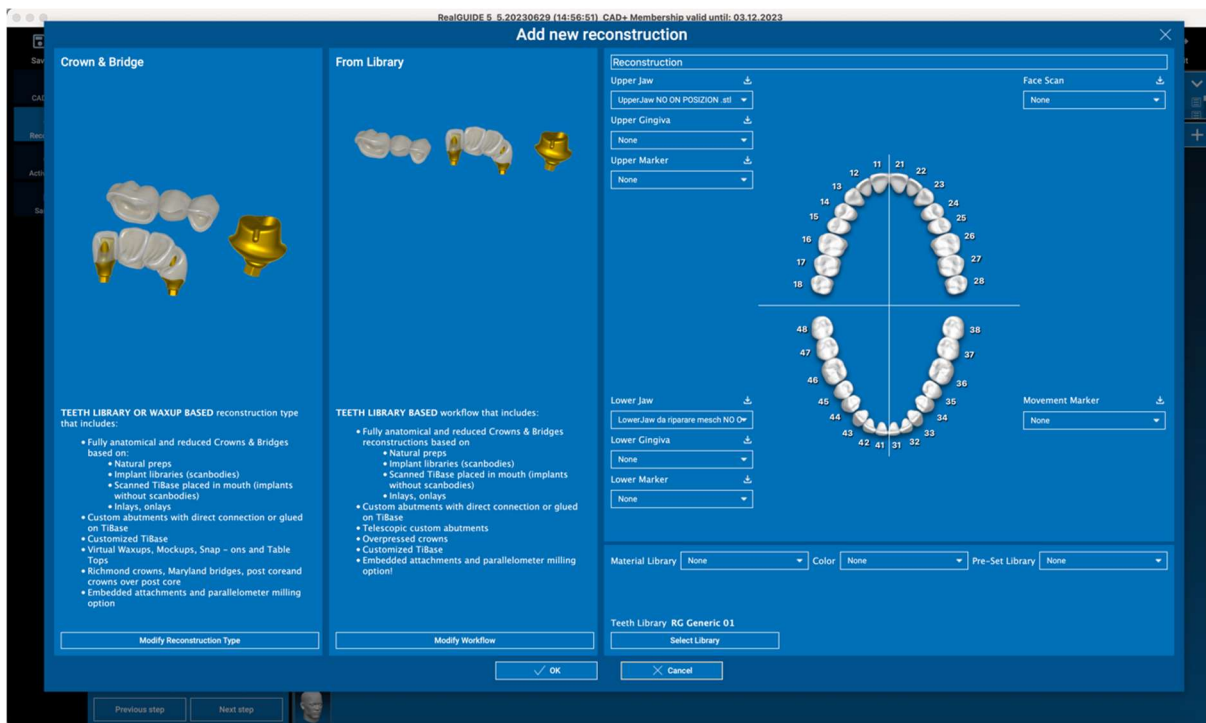 RealGUIDE 5 5.20230629 (14:56:51) CAD+ Membership valid until: 03.12.2023
Add new reconstruction
Crown & Bridge
TEETH LIBRARY OR WAXUP BASED reconstruction type
that includes:
• Fully anatomical and reduced Crowns & Bridges
based on:
• Natural preps
• Implant libraries (scanbodies)
• Scanned TiBase placed in mouth (implants
without scanbodies)
• Inlays, onlays
• Custom abutments with direct connection or glued
on TiBase
• Customized TiBase
• Virtual Waxups, Mockups, Snap – ons and Table
Tops
• Richmond crowns, Maryland bridges, post coreand
crowns over post core
• Embedded attachments and parallelometer milling
option
Modify Reconstruction Type
From Library
TEETH LIBRARY BASED workflow that includes:
• Fully anatomical and reduced Crowns & Bridges
reconstructions based on
• Natural preps
• Implant libraries (scanbodies)
• Scanned TiBase placed in mouth (implants
without scanbodies)
• Inlays, onlays
• Custom abutments with direct connection or glued
on TiBase
• Telescopic custom abutments
• Overpressed crowns
• Customized TiBase
• Embedded attachments and parallelometer milling
option!
Modify Workflow
Reconstruction
Upper Jaw
UpperJaw NO ON POSIZION .stl
Upper Gingiva
None
Upper Marker
None
Face Scan
None
11 21
12 22
13 23
14 24
15 25
16 26
17 27
18 28
48 38
47 37
46 36
45 35
44 34
43 33
42 41 31 32
Lower Jaw
LowerJaw da riparare mesch NO O
Lower Gingiva
None
Lower Marker
None
Movement Marker
None
Material Library None Color None Pre-Set Library None
Teeth Library RG Generic 01
Select Library
OK Cancel
Previous step Next step